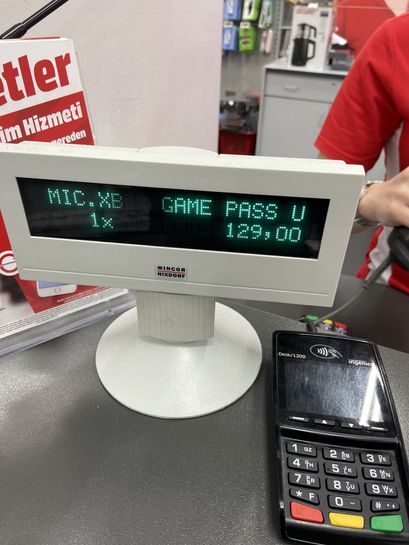 etler
im Hizmeti
gereden
MIC.XB GAME PASS U
1x 129,00
WINCOR
NIXDORF
Desk/1200
ingenico
1 QZ
2 ABC
3 DEF
4 GHI
5 JKL
6 MNO
7 PRS
8 TUV
9 WXY
*
0
#